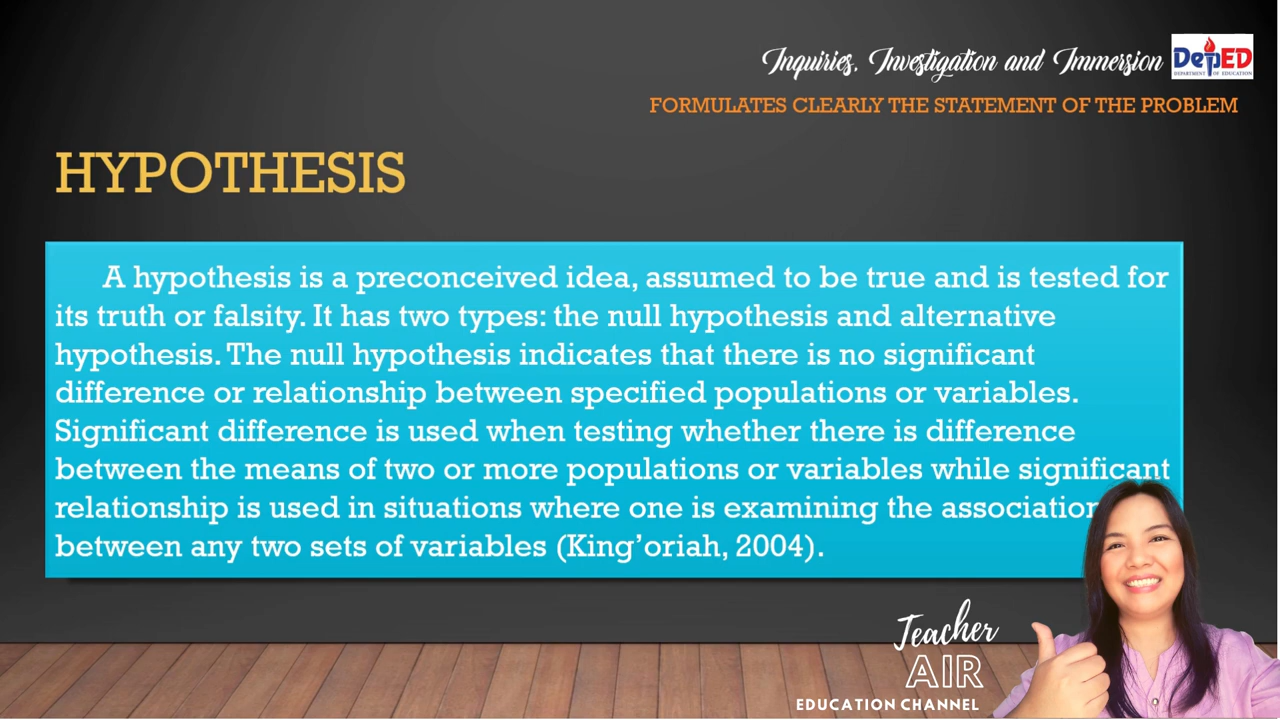 Inquiries, Investigation and Immersion
DepED
DEPARTMENT OF EDUCATION
FORMULATES CLEARLY THE STATEMENT OF THE PROBLEM
HYPOTHESIS
A hypothesis is a preconceived idea, assumed to be true and is tested for
its truth or falsity. It has two types: the null hypothesis and alternative
hypothesis. The null hypothesis indicates that there is no significant
difference or relationship between specified populations or variables.
Significant difference is used when testing whether there is difference
between the means of two or more populations or variables while significant
relationship is used in situations where one is examining the association
between any two sets of variables (King'oriah, 2004).
Teacher
AIR
EDUCATION CHANNEL